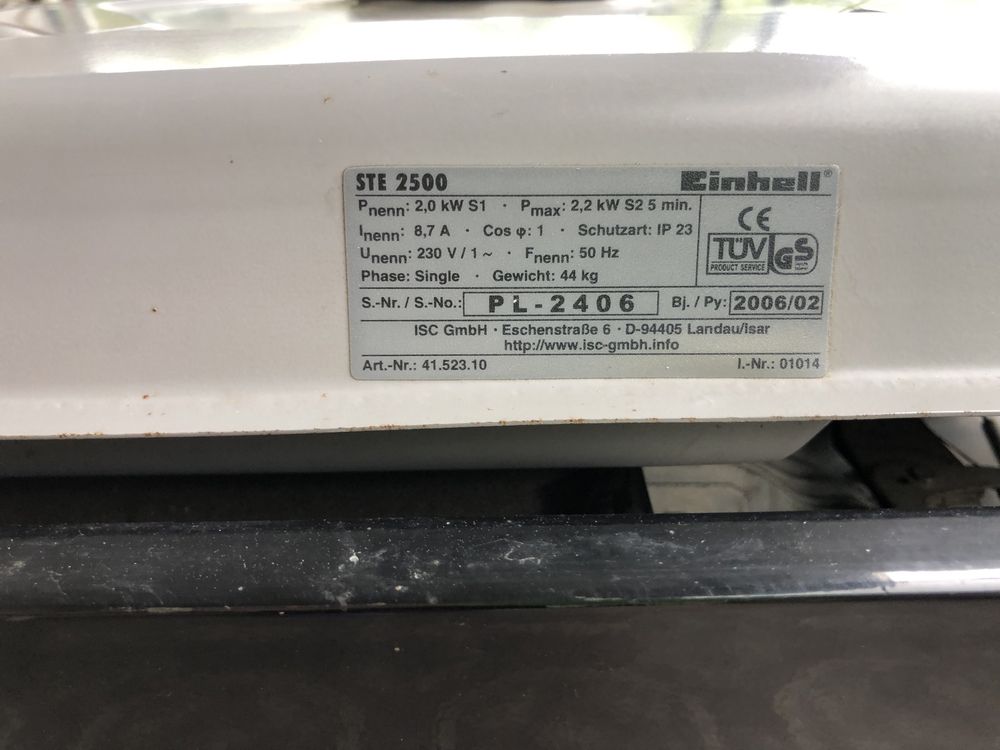 STE 2500 Einhell®
Pnenn: 2,0 kW S1 · Pmax: 2,2 kW S2 5 min.
Inenn: 8,7 A · Cos φ: 1 · Schutzart: IP 23
Unenn: 230 V / 1 ~ · Fnenn: 50 Hz
Phase: Single · Gewicht: 44 kg
CE
TÜV
PRODUCT SERVICE
GS
S.-Nr. / S.-No.: PL-2406 Bj. / Py: 2006/02
ISC GmbH · Eschenstraße 6 · D-94405 Landau/Isar
http://www.isc-gmbh.info
Art.-Nr.: 41.523.10 I.-Nr.: 01014